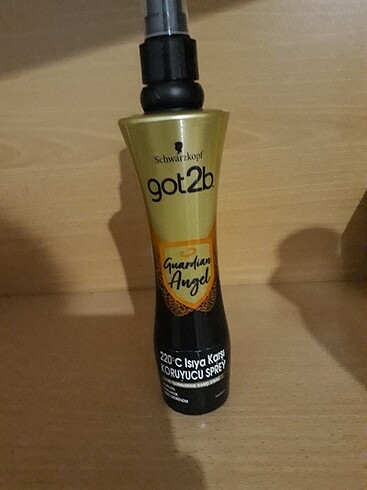 Schwarzkopf
got2b
Guardian
Angel
220°C Isıya Karşı
KORUYUCU SPREY